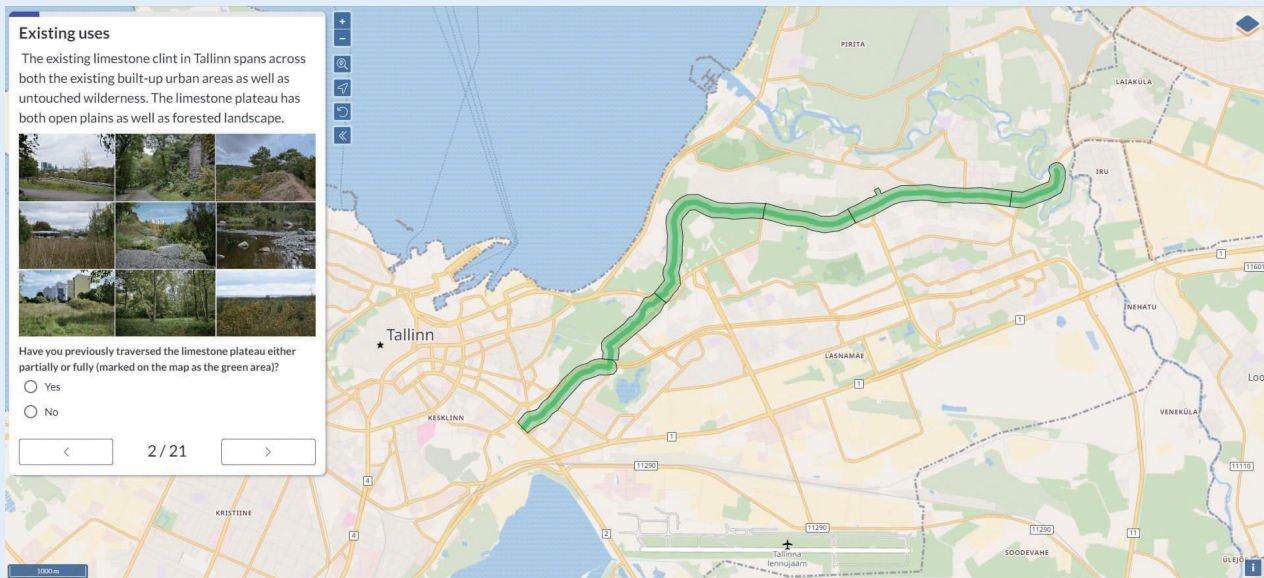 Existing uses
The existing limestone clint in Tallinn spans across
both the existing built-up urban areas as well as
untouched wilderness. The limestone plateau has
both open plains as well as forested landscape.
Have you previously traversed the limestone plateau either
partially or fully (marked on the map as the green area)?
Yes
No
<
2 / 21
>
+
−
PIRITA
LAIAKÜLA
IRU
1
11601
NEHATU
1
Tallinn
LASNAMÄE
1
Loo
KESKLINN
VENEKÜLA
1
11290
11110
4
KRISTIINE
4
2
11290
11290
11
Tallinna
lennujaam
SOODEVAHE
ÜLEJÕ
1000 m
i